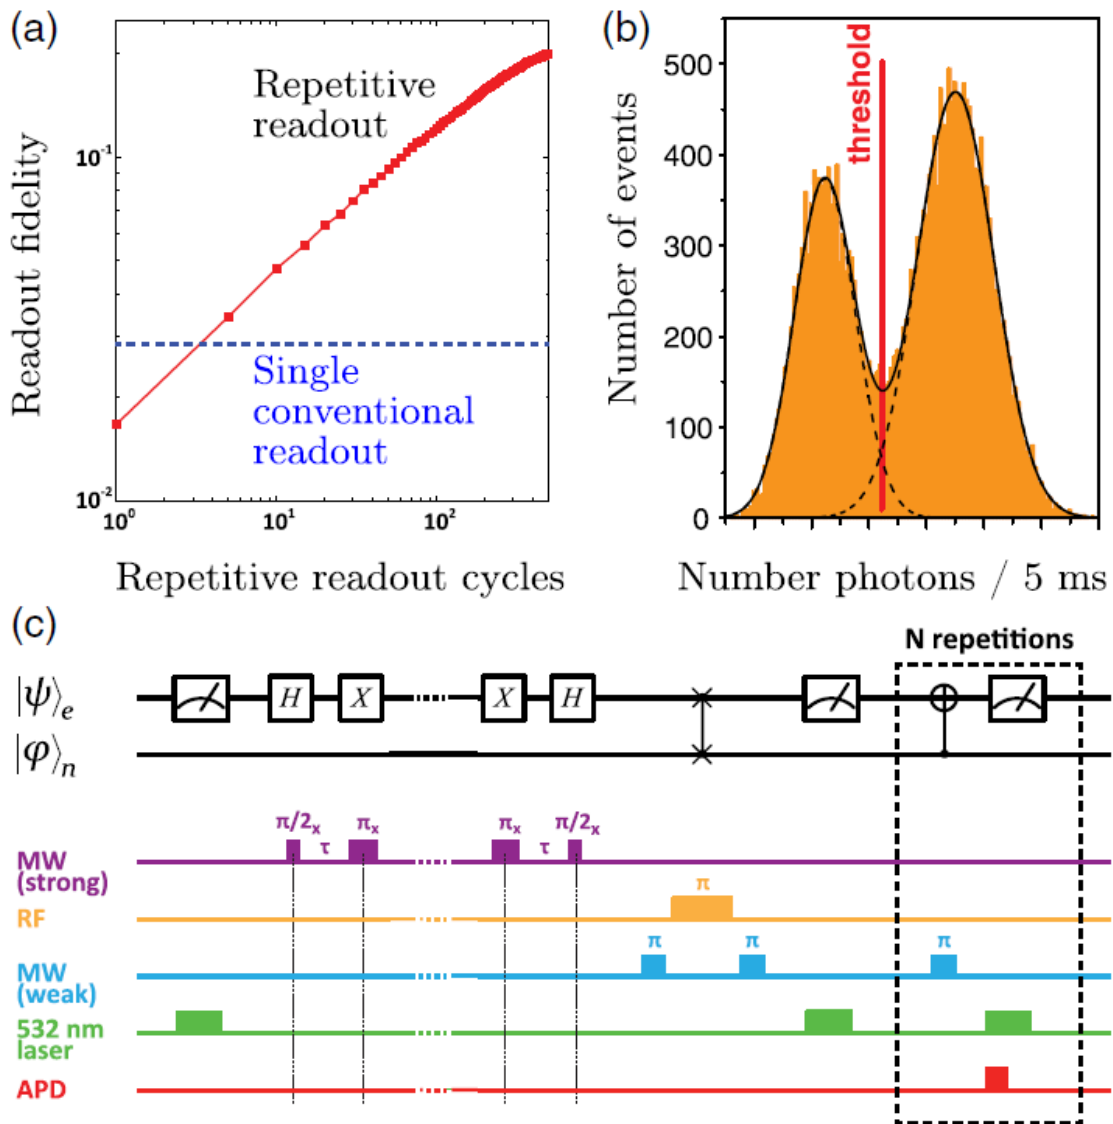 (a)
Readout fidelity
10⁻¹
10⁻²
Repetitive
readout
Single
conventional
readout
10⁰
10¹
10²
Repetitive readout cycles
(b)
Number of events
500
400
300
200
100
0
threshold
Number photons / 5 ms
(c)
N repetitions
|ψ⟩ₑ
H
X
X
H
|φ⟩ₙ
π/2ₓ
τ
πₓ
πₓ
τ
π/2ₓ
MW
(strong)
π
RF
π
π
π
MW
(weak)
532 nm
laser
APD